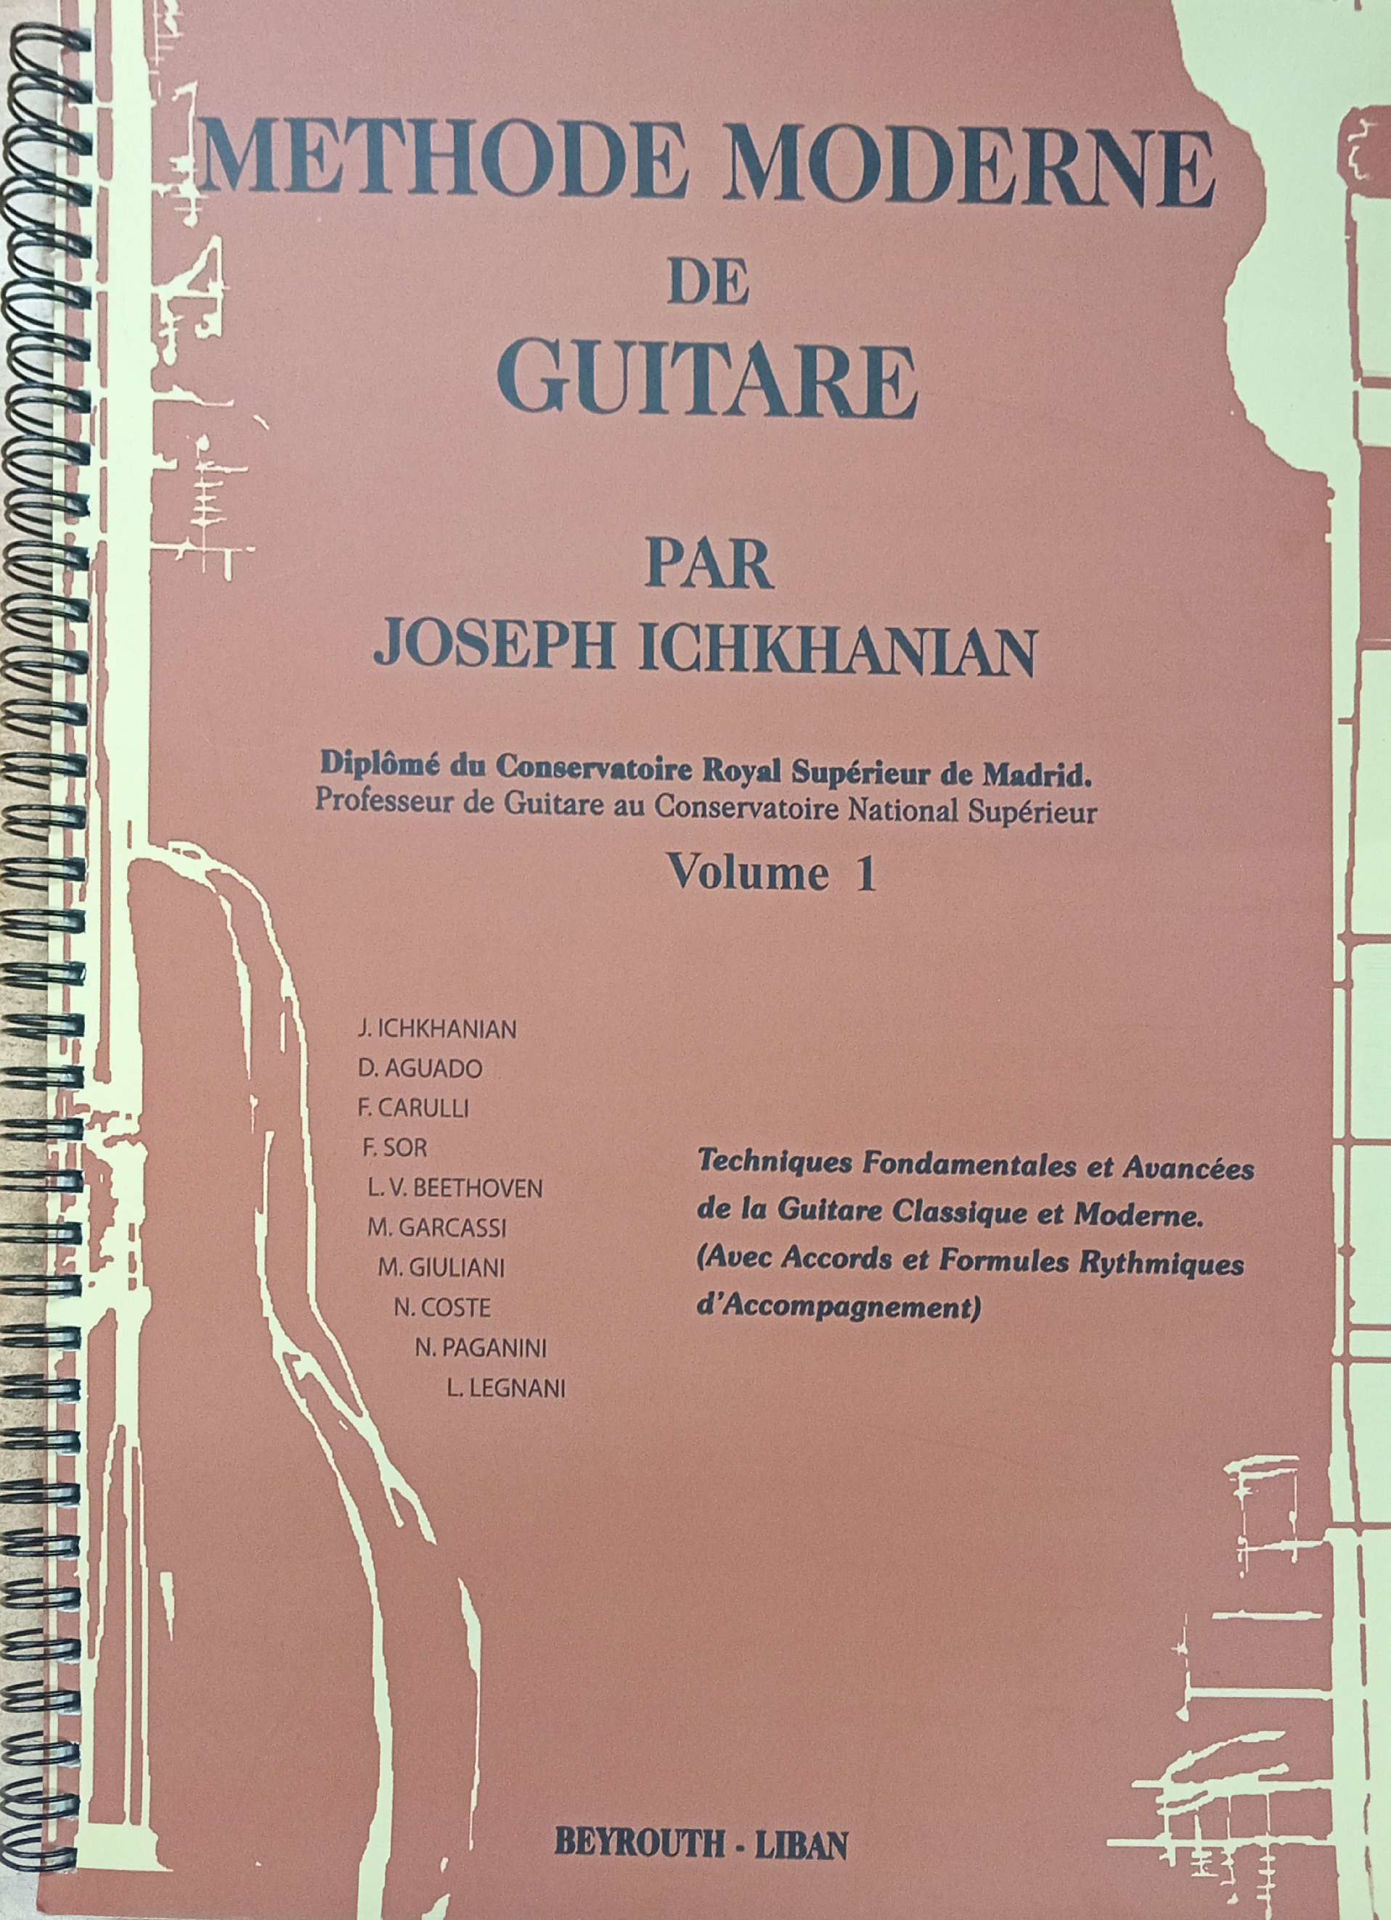 METHODE MODERNE
DE
GUITARE
PAR
JOSEPH ICHKHANIAN
Diplômé du Conservatoire Royal Supérieur de Madrid.
Professeur de Guitare au Conservatoire National Supérieur
Volume 1
J. ICHKHANIAN
D. AGUADO
F. CARULLI
F. SOR
L. V. BEETHOVEN
M. GARCASSI
M. GIULIANI
N. COSTE
N. PAGANINI
L. LEGNANI
Techniques Fondamentales et Avancées
de la Guitare Classique et Moderne.
(Avec Accords et Formules Rythmiques
d'Accompagnement)
BEYROUTH - LIBAN